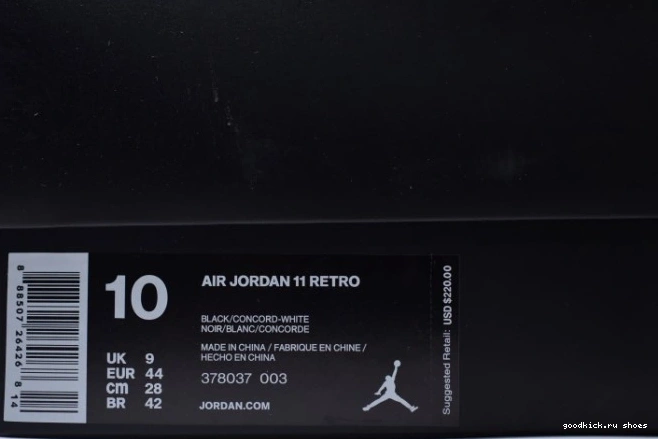 8 88507 26426 8 14
10
UK 9
EUR 44
cm 28
BR 42
AIR JORDAN 11 RETRO
BLACK/CONCORD-WHITE
NOIR/BLANC/CONCORDE
MADE IN CHINA / FABRIQUE EN CHINE /
HECHO EN CHINA
378037 003
JORDAN.COM
Suggested Retail: USD $220.00
goodkick.ru shoes